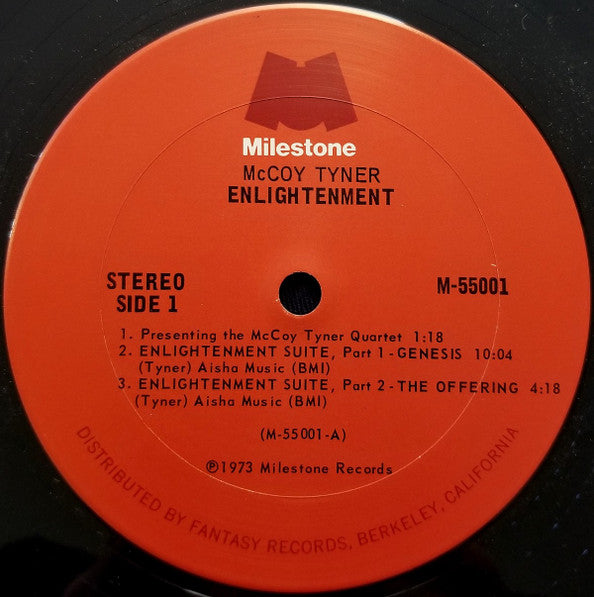 Milestone
McCOY TYNER
ENLIGHTENMENT
STEREO
SIDE 1
M-55001
1. Presenting the McCoy Tyner Quartet 1:18
2. ENLIGHTENMENT SUITE, Part 1 - GENESIS 10:04
(Tyner) Aisha Music (BMI)
3. ENLIGHTENMENT SUITE, Part 2 - THE OFFERING 4:18
(Tyner) Aisha Music (BMI)
(M-55001-A)
℗1973 Milestone Records
DISTRIBUTED BY FANTASY RECORDS, BERKELEY, CALIFORNIA